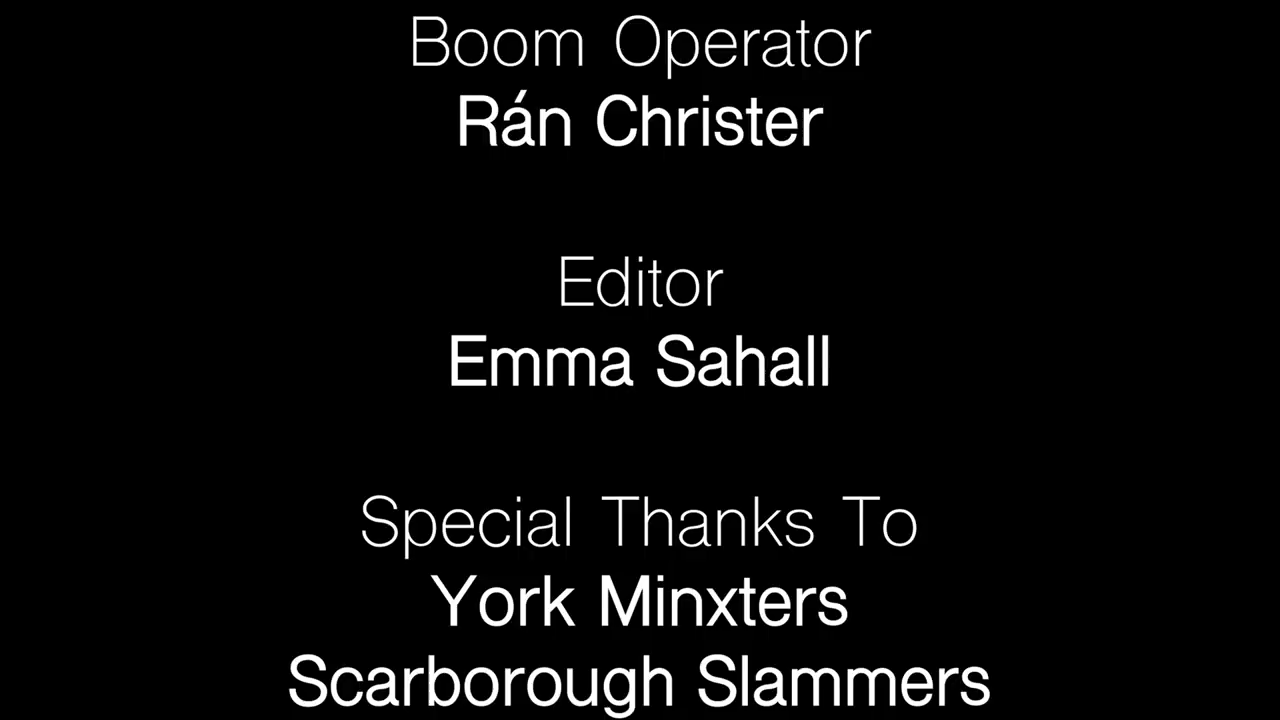 Boom Operator
Rán Christer
Editor
Emma Sahall
Special Thanks To
York Minxters
Scarborough Slammers